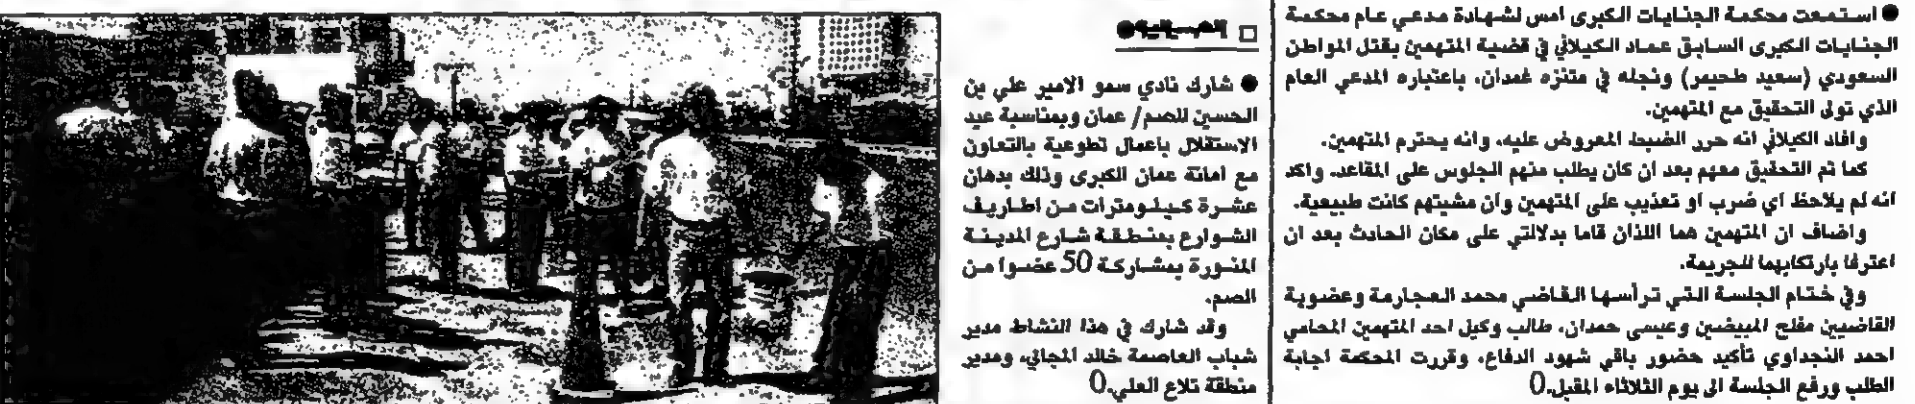 ● استمعت محكمة الجنايات الكبرى امس لشهادة مدعي عام محكمة
الجنايات الكبرى السابق عماد الكيلاني في قضية المتهمين بقتل المواطن
السعودي (سعيد طحيمر) ونجله في متنزه غمدان، باعتباره المدعي العام
الذي تولى التحقيق مع المتهمين.
وافاد الكيلاني انه حرر الضبط المعروض عليه، وانه يحترم المتهمين.
كما تم التحقيق معهم بعد ان كان يطلب منهم الجلوس على المقاعد. واكد
انه لم يلاحظ اي ضرب او تعذيب على المتهمين وان مشيتهم كانت طبيعية.
واضاف ان المتهمين هما اللذان قاما بدلالتي على مكان الحادث بعد ان
اعترفا بارتكابهما للجريمة.
وفي ختام الجلسة التي ترأسها القاضي محمد العجارمة وعضوية
القاضيين مفلح المبيضين وعيسى حمدان، طالب وكيل احد المتهمين المحامي
احمد النجداوي تأكيد حضور باقي شهود الدفاع، وقررت المحكمة اجابة
الطلب ورفع الجلسة الى يوم الثلاثاء المقبل.0
● شارك نادي سمو الامير علي بن
الحسين للصم/ عمان وبمناسبة عيد
الاستقلال باعمال تطوعية بالتعاون
مع امانة عمان الكبرى وذلك بدهان
عشرة كيلومترات من اطاريف
الشوارع بمنطقة شارع المدينة
المنورة بمشاركة 50 عضوا من
الصم.
وقد شارك في هذا النشاط مدير
شباب العاصمة خالد المجالي، ومدير
منطقة تلاع العلي.0